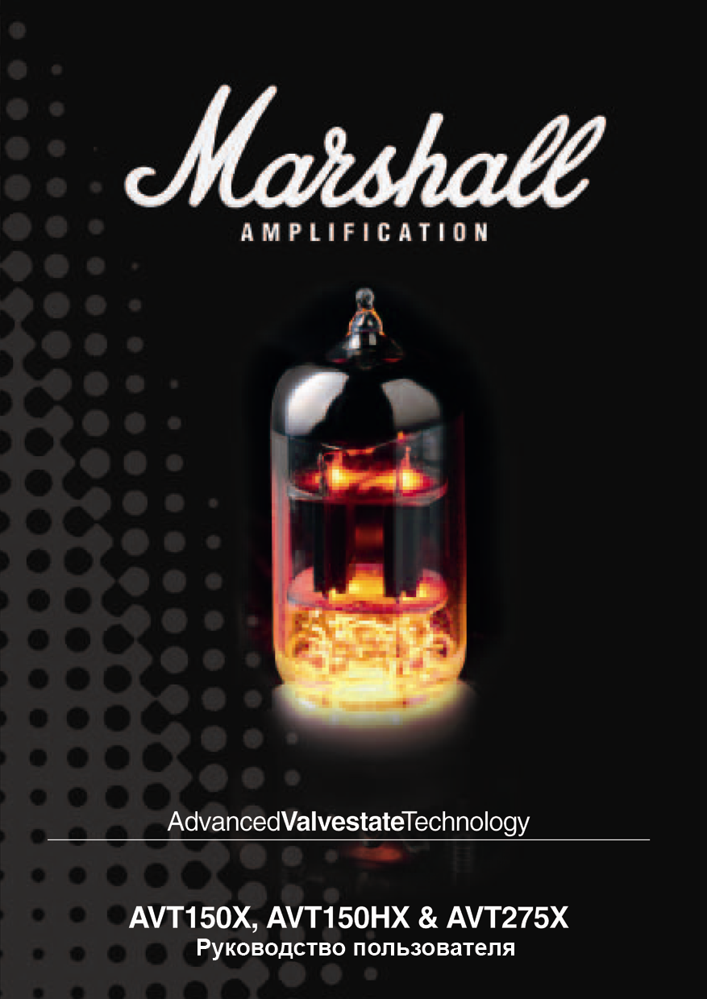 Marshall
AMPLIFICATION
AdvancedValvestateTechnology
AVT150X, AVT150HX & AVT275X
Руководство пользователя